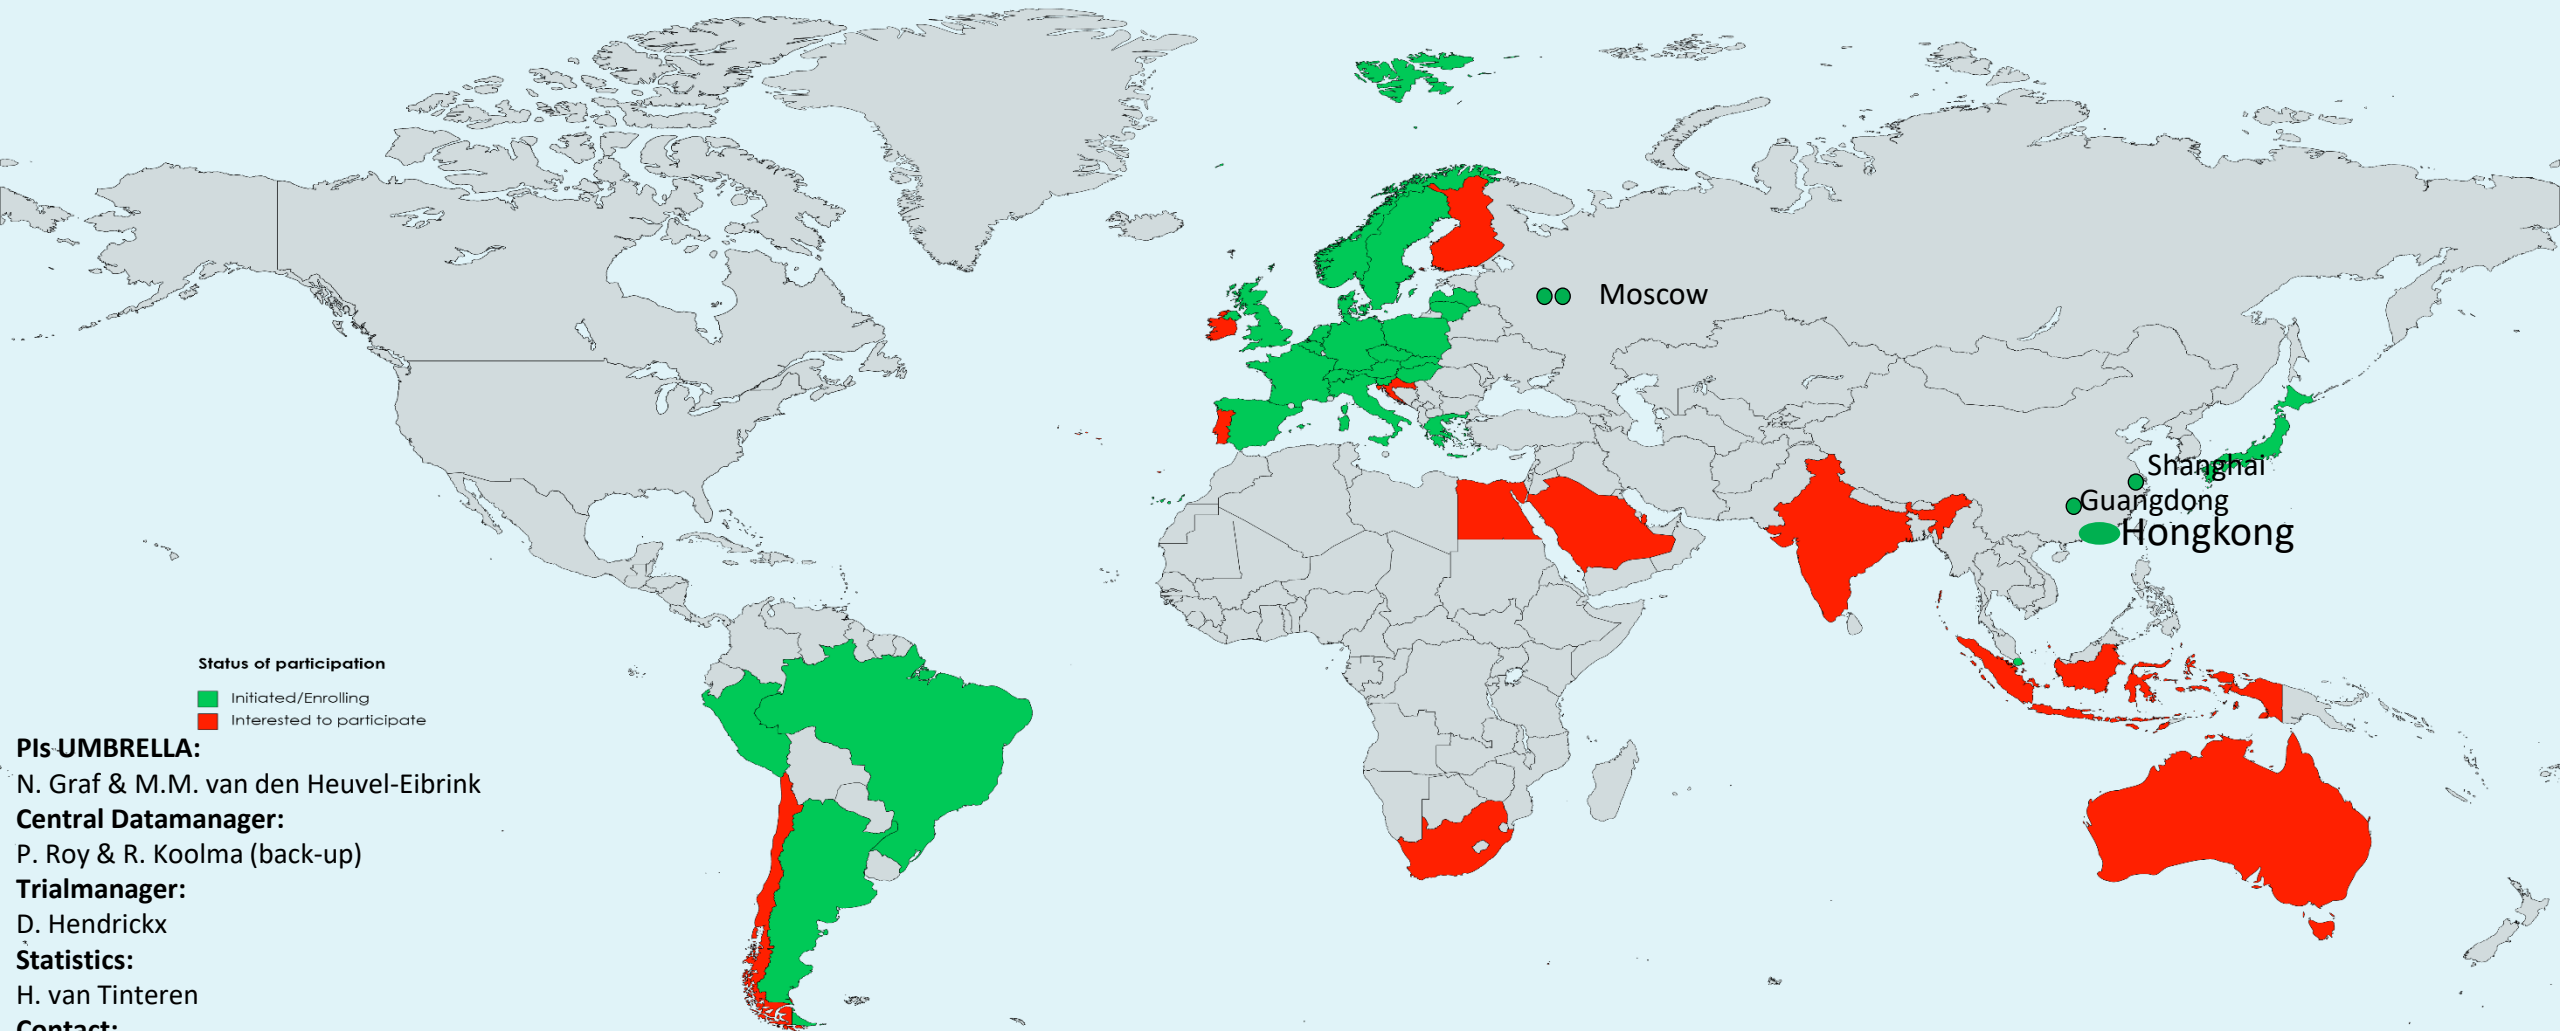 Moscow
Shanghai
Guangdong
Hongkong
Status of participation
Initiated/Enrolling
Interested to participate
PIs UMBRELLA:
N. Graf & M.M. van den Heuvel-Eibrink
Central Datamanager:
P. Roy & R. Koolma (back-up)
Trialmanager:
D. Hendrickx
Statistics:
H. van Tinteren
Contact: